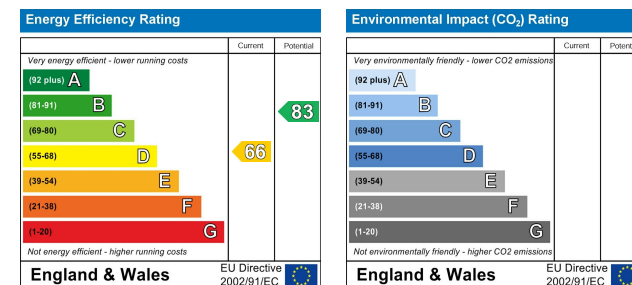 Energy Efficiency Rating
Current Potential
Very energy efficient - lower running costs
(92 plus) A
(81-91) B
(69-80) C
(55-68) D
(39-54) E
(21-38) F
(1-20) G
83
66
Not energy efficient - higher running costs
England & Wales
EU Directive
2002/91/EC
Environmental Impact (CO₂) Rating
Current Potent
Very environmentally friendly - lower CO2 emissions
(92 plus) A
(81-91) B
(69-80) C
(55-68) D
(39-54) E
(21-38) F
(1-20) G
Not environmentally friendly - higher CO2 emissions
England & Wales
EU Directive
2002/91/EC